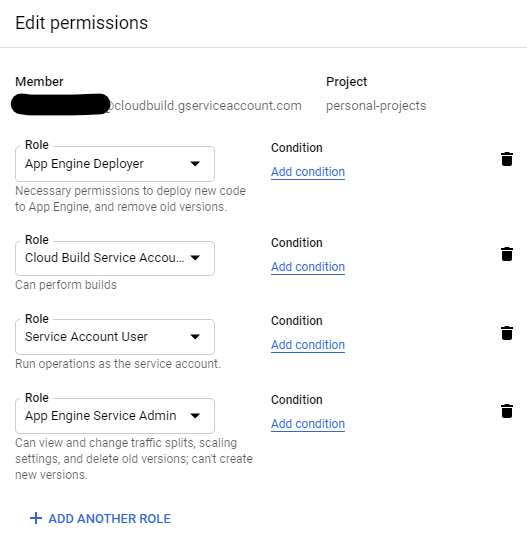 Edit permissions
Member
Project
@cloudbuild.gserviceaccount.com
personal-projects
Role
App Engine Deployer
Condition
Add condition
Necessary permissions to deploy new code
to App Engine, and remove old versions.
Role
Cloud Build Service Accou...
Condition
Add condition
Can perform builds
Role
Service Account User
Condition
Add condition
Run operations as the service account.
Role
App Engine Service Admin
Condition
Add condition
Can view and change traffic splits, scaling
settings, and delete old versions; can't create
new versions.
+ ADD ANOTHER ROLE